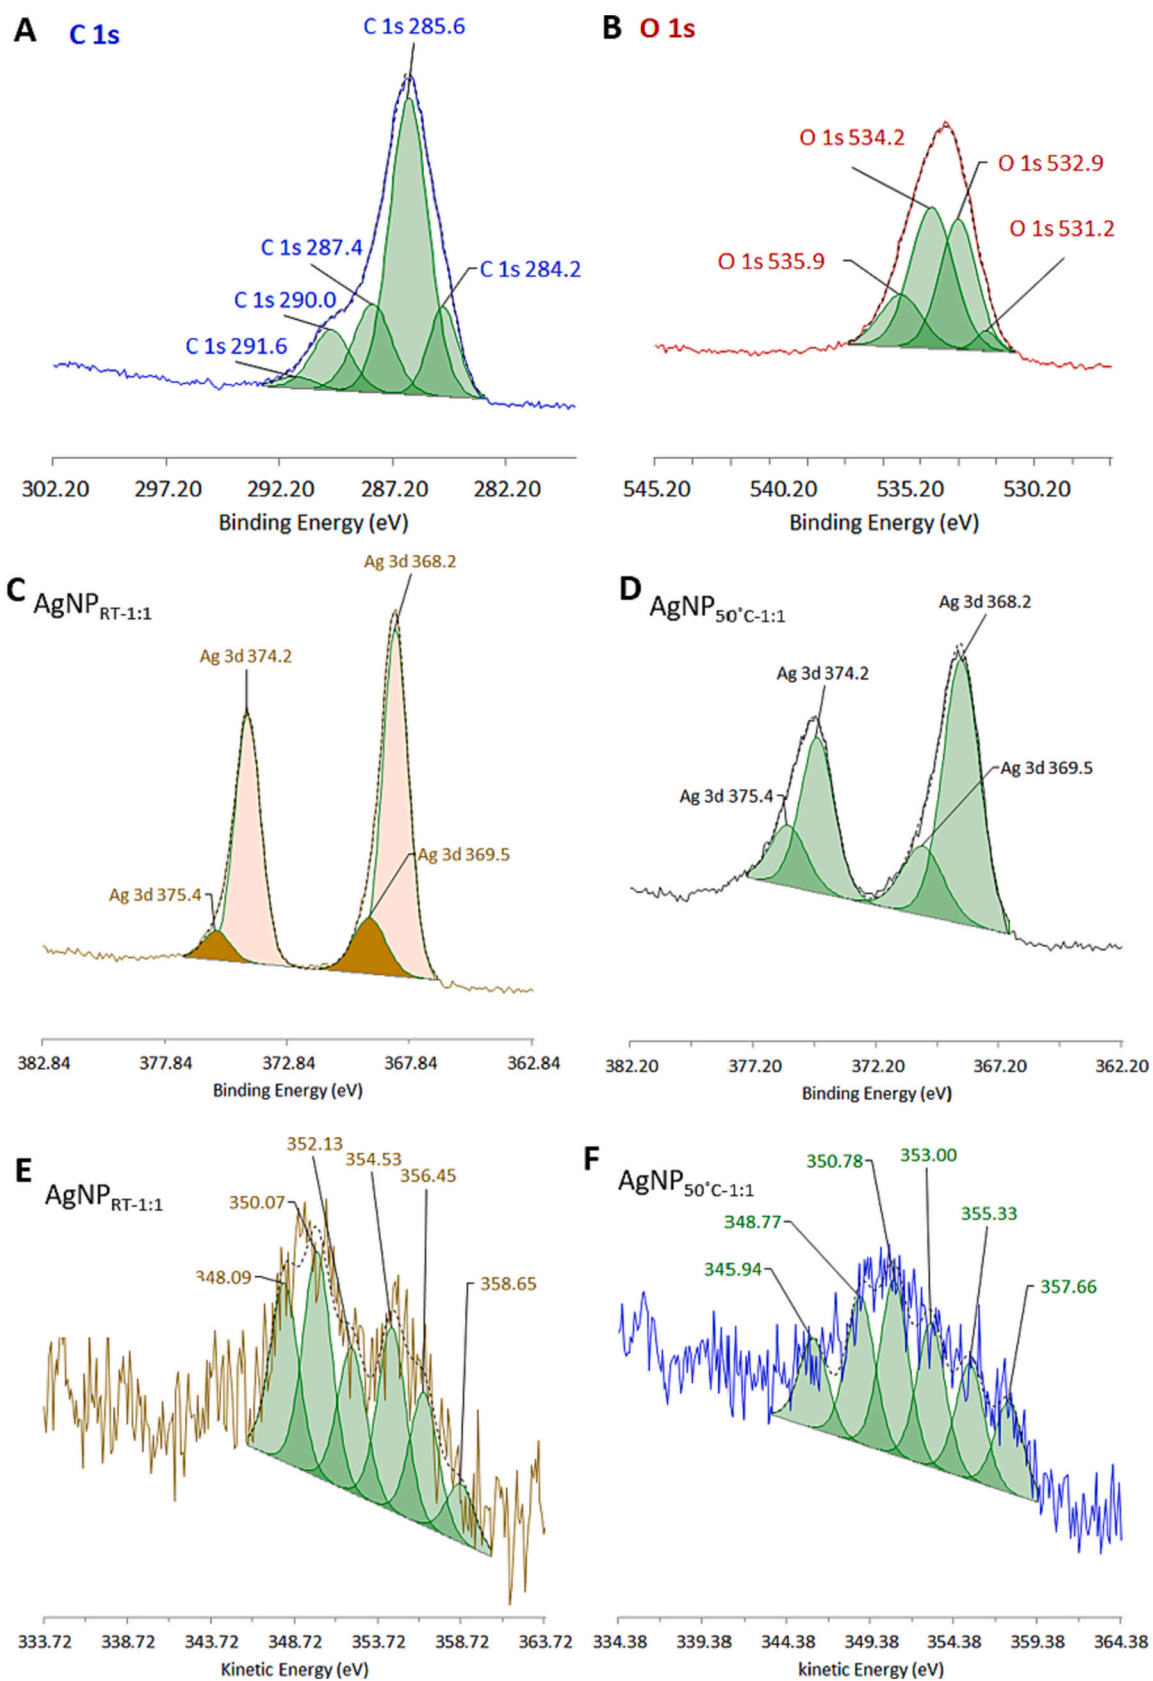 A C 1s
C 1s 285.6
C 1s 287.4
C 1s 284.2
C 1s 290.0
C 1s 291.6
302.20 297.20 292.20 287.20 282.20
Binding Energy (eV)
B O 1s
O 1s 534.2
O 1s 532.9
O 1s 531.2
O 1s 535.9
545.20 540.20 535.20 530.20
Binding Energy (eV)
C AgNPRT-1:1
Ag 3d 368.2
Ag 3d 374.2
Ag 3d 369.5
Ag 3d 375.4
382.84 377.84 372.84 367.84 362.84
Binding Energy (eV)
D AgNP50°C-1:1
Ag 3d 368.2
Ag 3d 374.2
Ag 3d 369.5
Ag 3d 375.4
382.20 377.20 372.20 367.20 362.20
Binding Energy (eV)
E AgNPRT-1:1
352.13
354.53
356.45
350.07
348.09
358.65
333.72 338.72 343.72 348.72 353.72 358.72 363.72
Kinetic Energy (eV)
F AgNP50°C-1:1
350.78
353.00
348.77
355.33
345.94
357.66
334.38 339.38 344.38 349.38 354.38 359.38 364.38
kinetic Energy (eV)